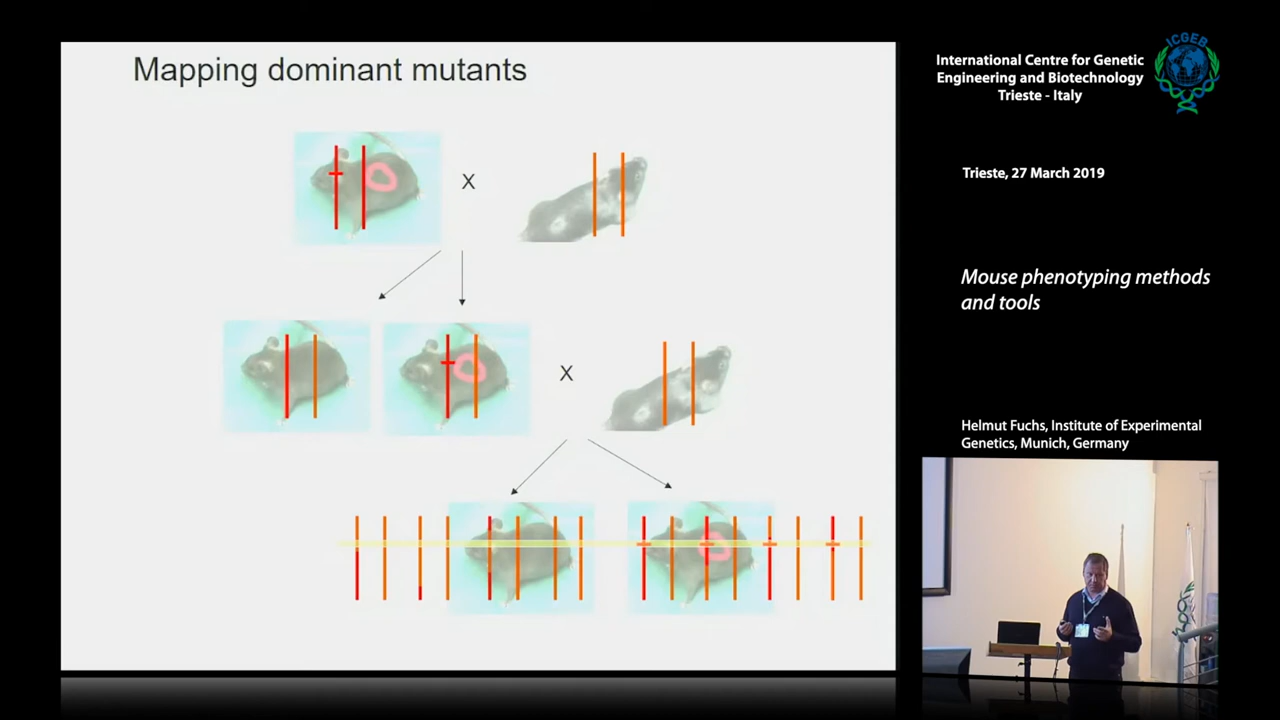 Mapping dominant mutants
X
X
ICGEB
International Centre for Genetic
Engineering and Biotechnology
Trieste - Italy
Trieste, 27 March 2019
Mouse phenotyping methods
and tools
Helmut Fuchs, Institute of Experimental
Genetics, Munich, Germany